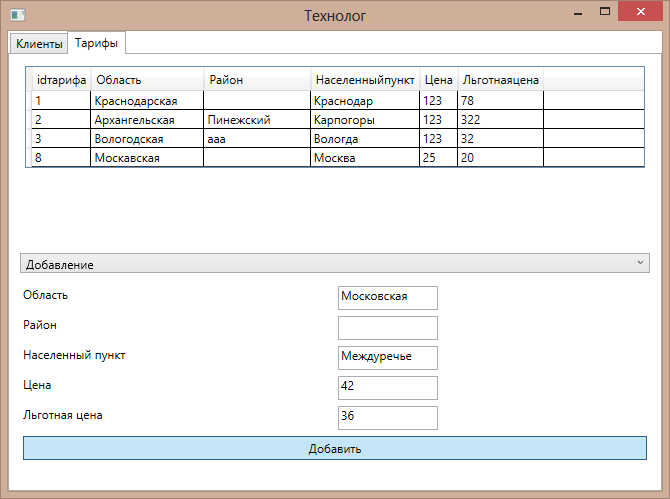 Технолог
Клиенты Тарифы
idтарифа Область Район Населенныйпункт Цена Льготнаяцена
1 Краснодарская Краснодар 123 78
2 Архангельская Пинежский Карпогоры 123 322
3 Вологодская ааа Вологда 123 32
8 Москавская Москва 25 20
Добавление
Область Московская
Район
Населенный пункт Междуречье
Цена 42
Льготная цена 36
Добавить